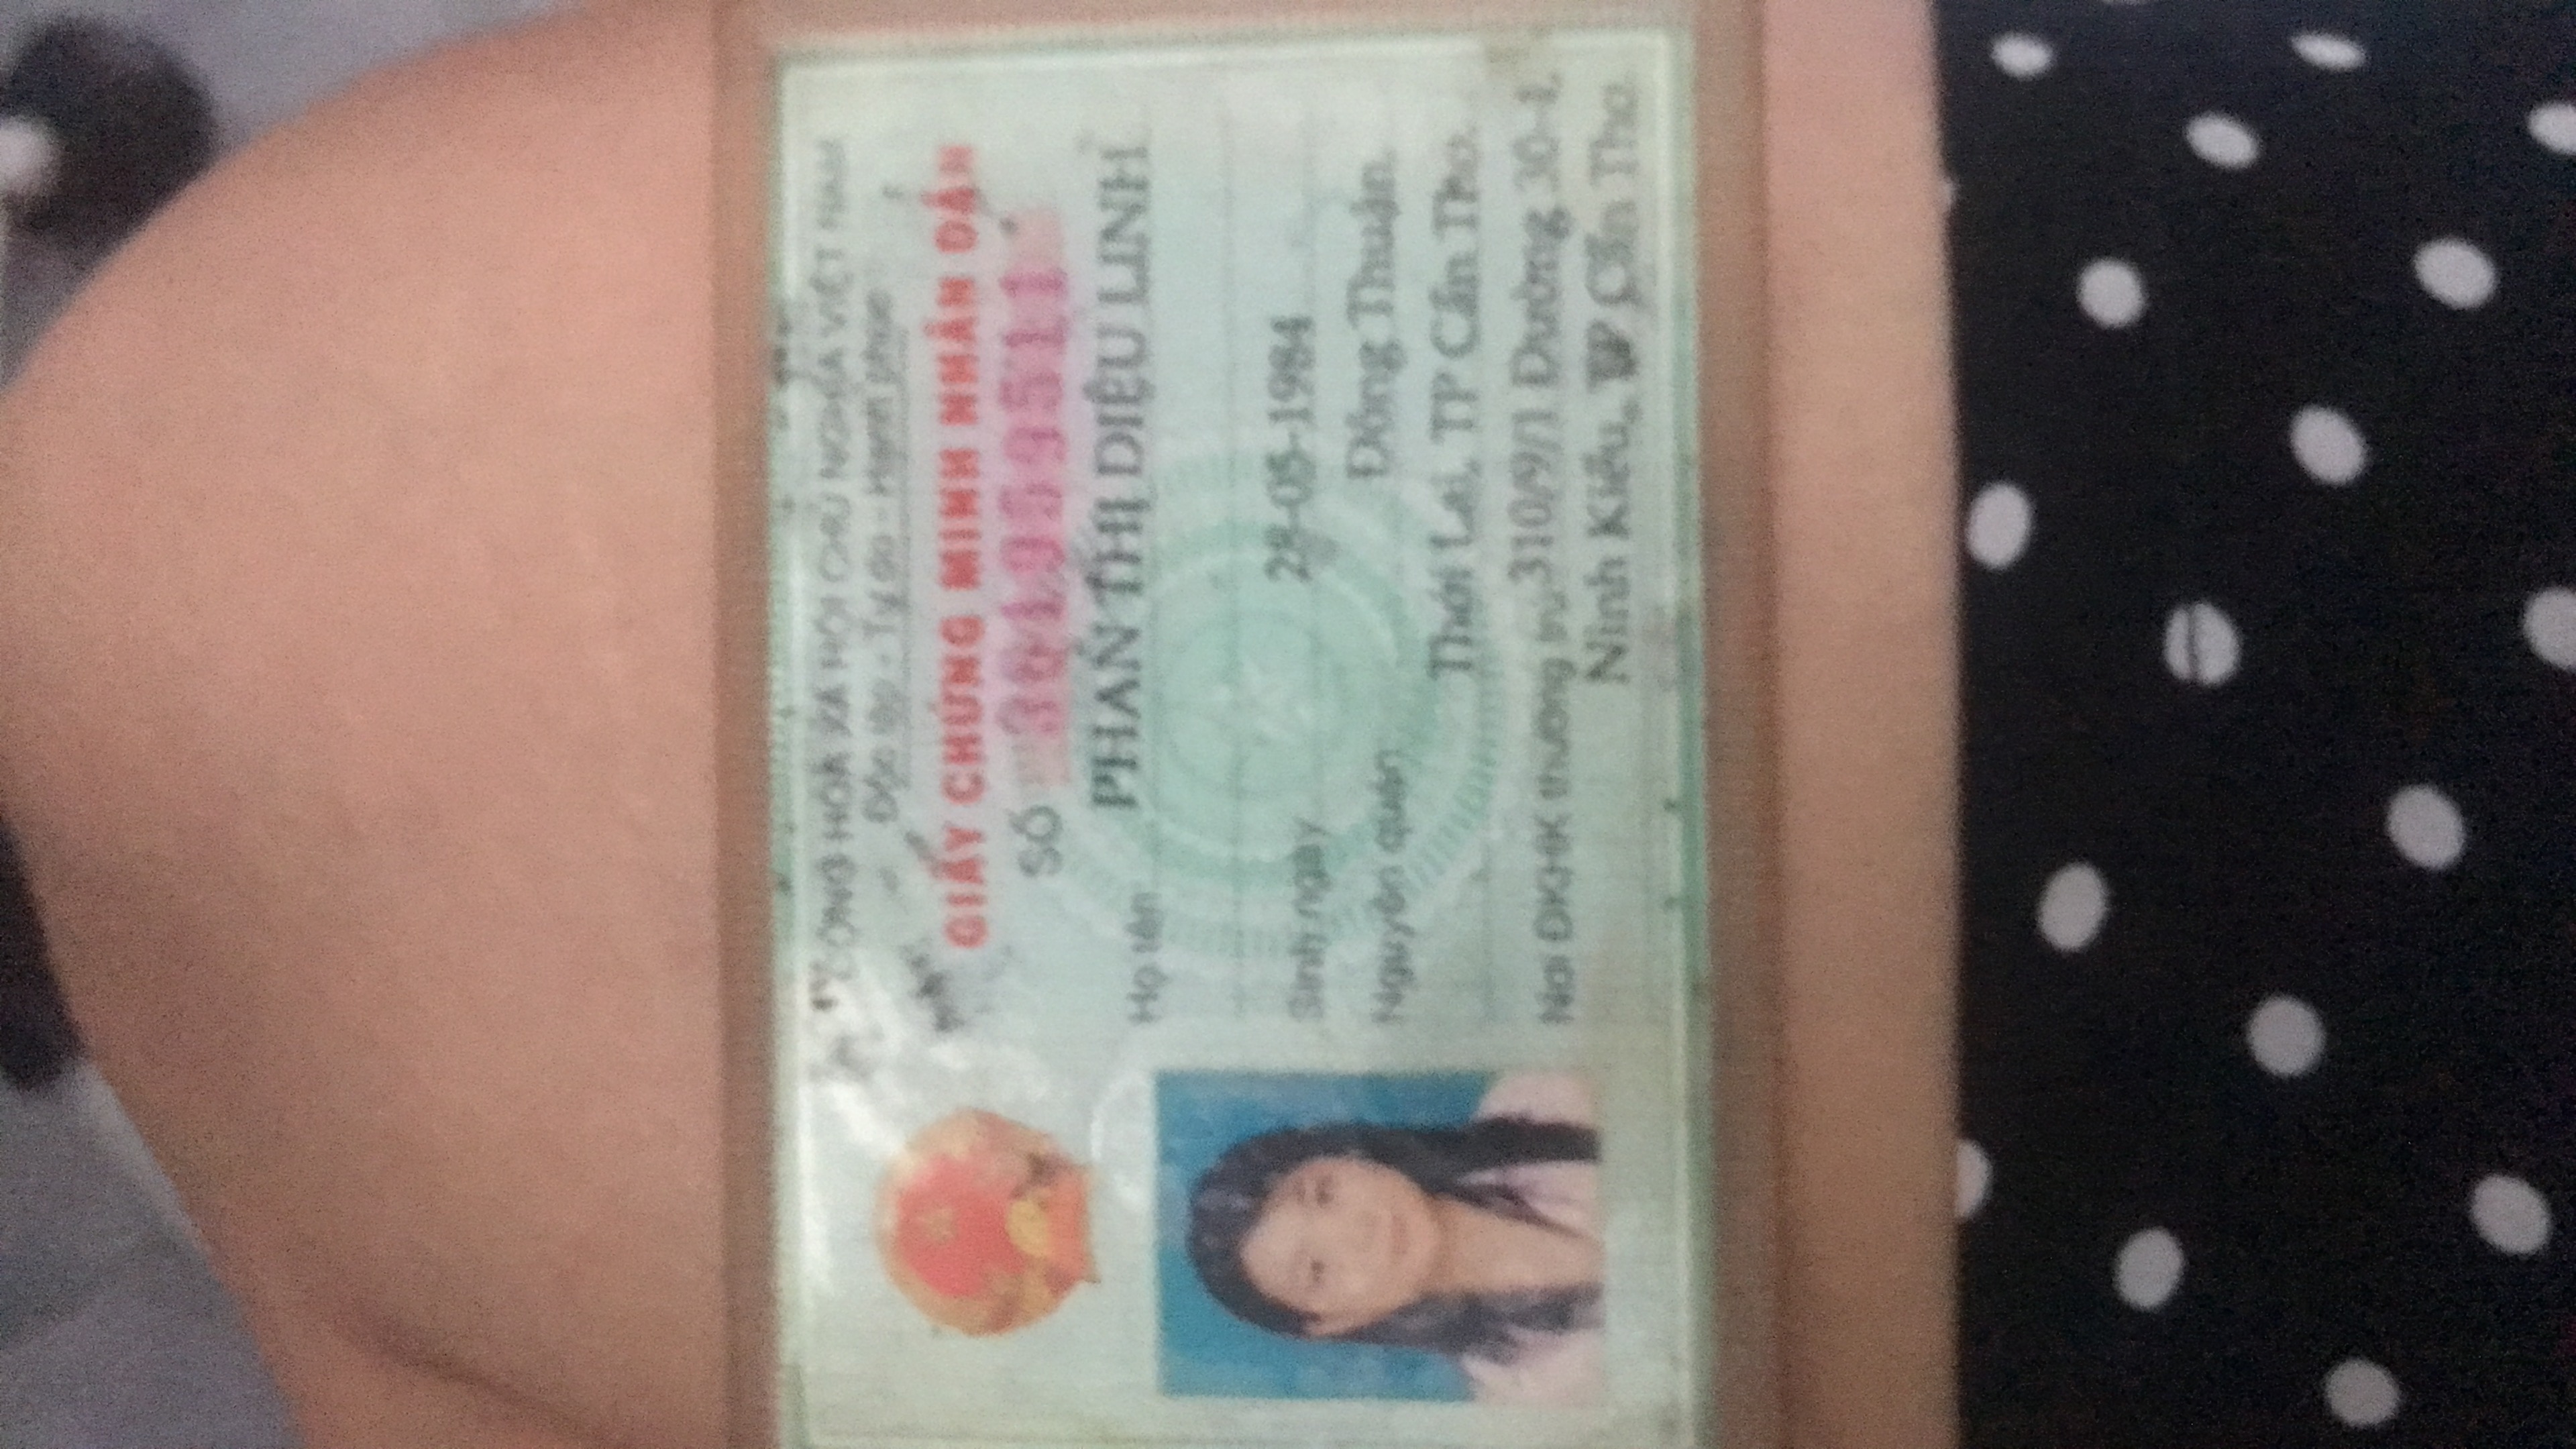 CỘNG HOÀ XÃ HỘI CHỦ NGHĨA VIỆT NAM
Độc lập - Tự do - Hạnh phúc
GIẤY CHỨNG MINH NHÂN DÂN
SỐ
Họ tên PHAN THỊ DIỆU LINH
Sinh ngày 28-05-1984
Nguyên quán Đông Thuận,
Thới Lai, TP Cần Thơ.
Nơi ĐKHK thường trú 310/9/1 Đường 30-4,
Ninh Kiều, TP Cần Thơ.